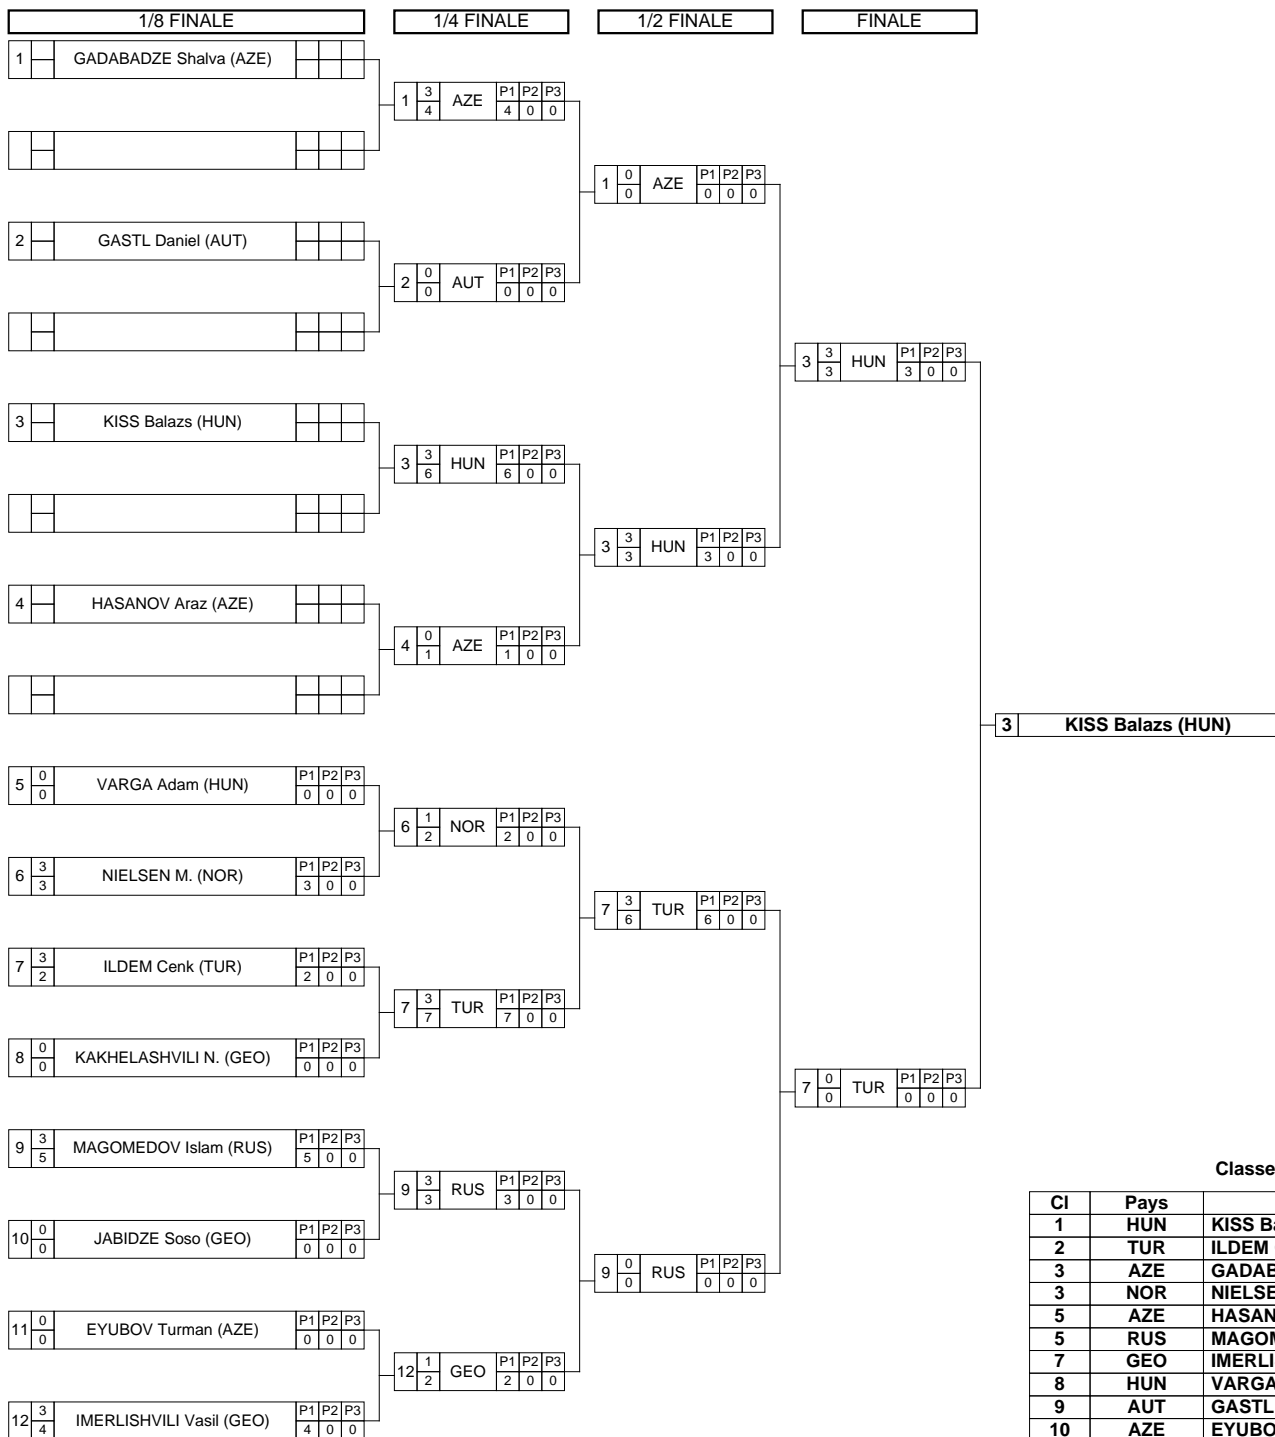 1/8 FINALE 1/4 FINALE 1/2 FINALE FINALE
1 GADABADZE Shalva (AZE)
1 3 4 AZE P1 P2 P3 4 0 0
1 0 0 AZE P1 P2 P3 0 0 0
2 GASTL Daniel (AUT)
2 0 0 AUT P1 P2 P3 0 0 0
3 3 3 HUN P1 P2 P3 3 0 0
3 KISS Balazs (HUN)
3 3 6 HUN P1 P2 P3 6 0 0
3 3 3 HUN P1 P2 P3 3 0 0
4 HASANOV Araz (AZE)
4 0 1 AZE P1 P2 P3 1 0 0
3 KISS Balazs (HUN)
5 0 0 VARGA Adam (HUN) P1 P2 P3 0 0 0
6 1 2 NOR P1 P2 P3 2 0 0
6 3 3 NIELSEN M. (NOR) P1 P2 P3 3 0 0
7 3 6 TUR P1 P2 P3 6 0 0
7 3 2 ILDEM Cenk (TUR) P1 P2 P3 2 0 0
7 3 7 TUR P1 P2 P3 7 0 0
8 0 0 KAKHELASHVILI N. (GEO) P1 P2 P3 0 0 0
7 0 0 TUR P1 P2 P3 0 0 0
9 3 5 MAGOMEDOV Islam (RUS) P1 P2 P3 5 0 0
9 3 3 RUS P1 P2 P3 3 0 0
10 0 0 JABIDZE Soso (GEO) P1 P2 P3 0 0 0
9 0 0 RUS P1 P2 P3 0 0 0
11 0 0 EYUBOV Turman (AZE) P1 P2 P3 0 0 0
12 1 2 GEO P1 P2 P3 2 0 0
12 3 4 IMERLISHVILI Vasil (GEO) P1 P2 P3 4 0 0
Classe
Cl Pays
1 HUN KISS Ba
2 TUR ILDEM
3 AZE GADAB
3 NOR NIELSE
5 AZE HASAN
5 RUS MAGOM
7 GEO IMERLI
8 HUN VARGA
9 AUT GASTL
10 AZE EYUBO